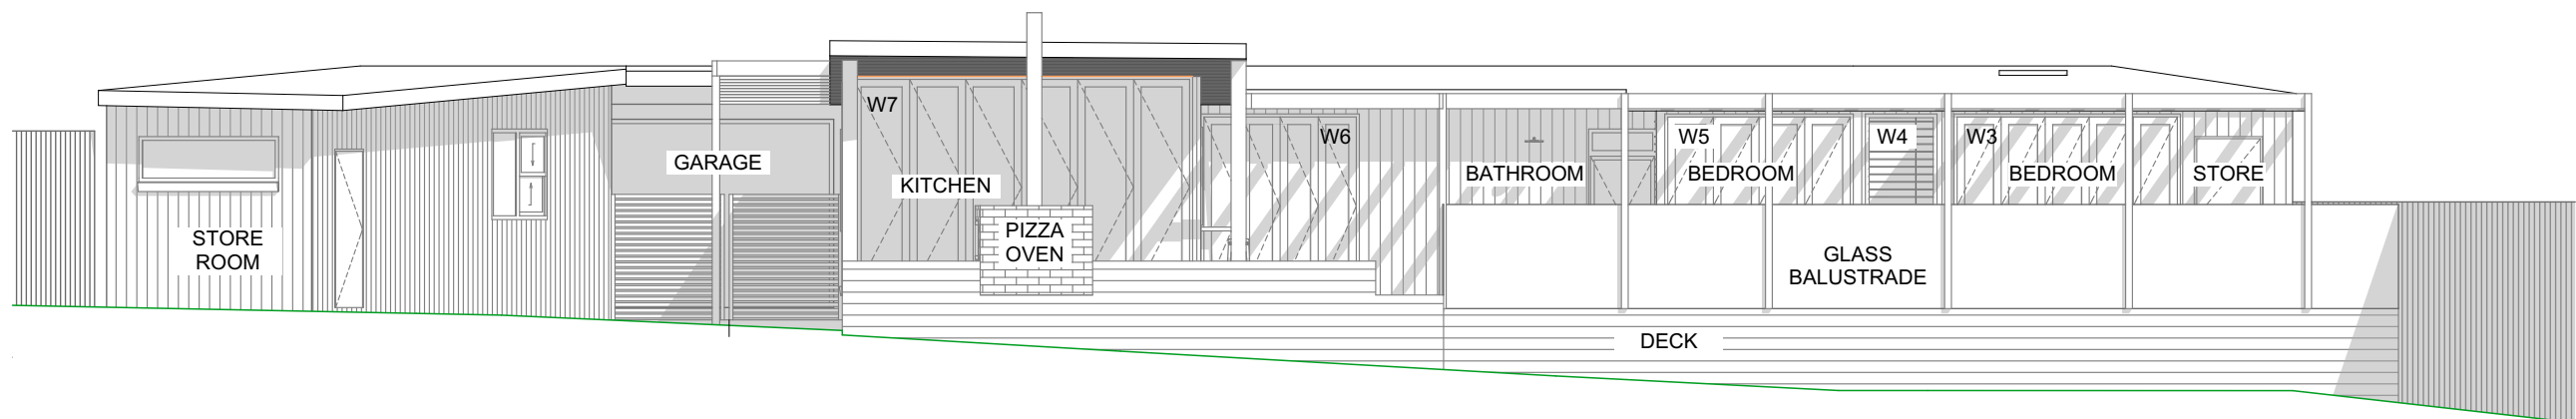 STORE
ROOM
GARAGE
W7
KITCHEN
PIZZA
OVEN
W6
BATHROOM
W5
BEDROOM
W4
W3
BEDROOM
STORE
GLASS
BALUSTRADE
DECK